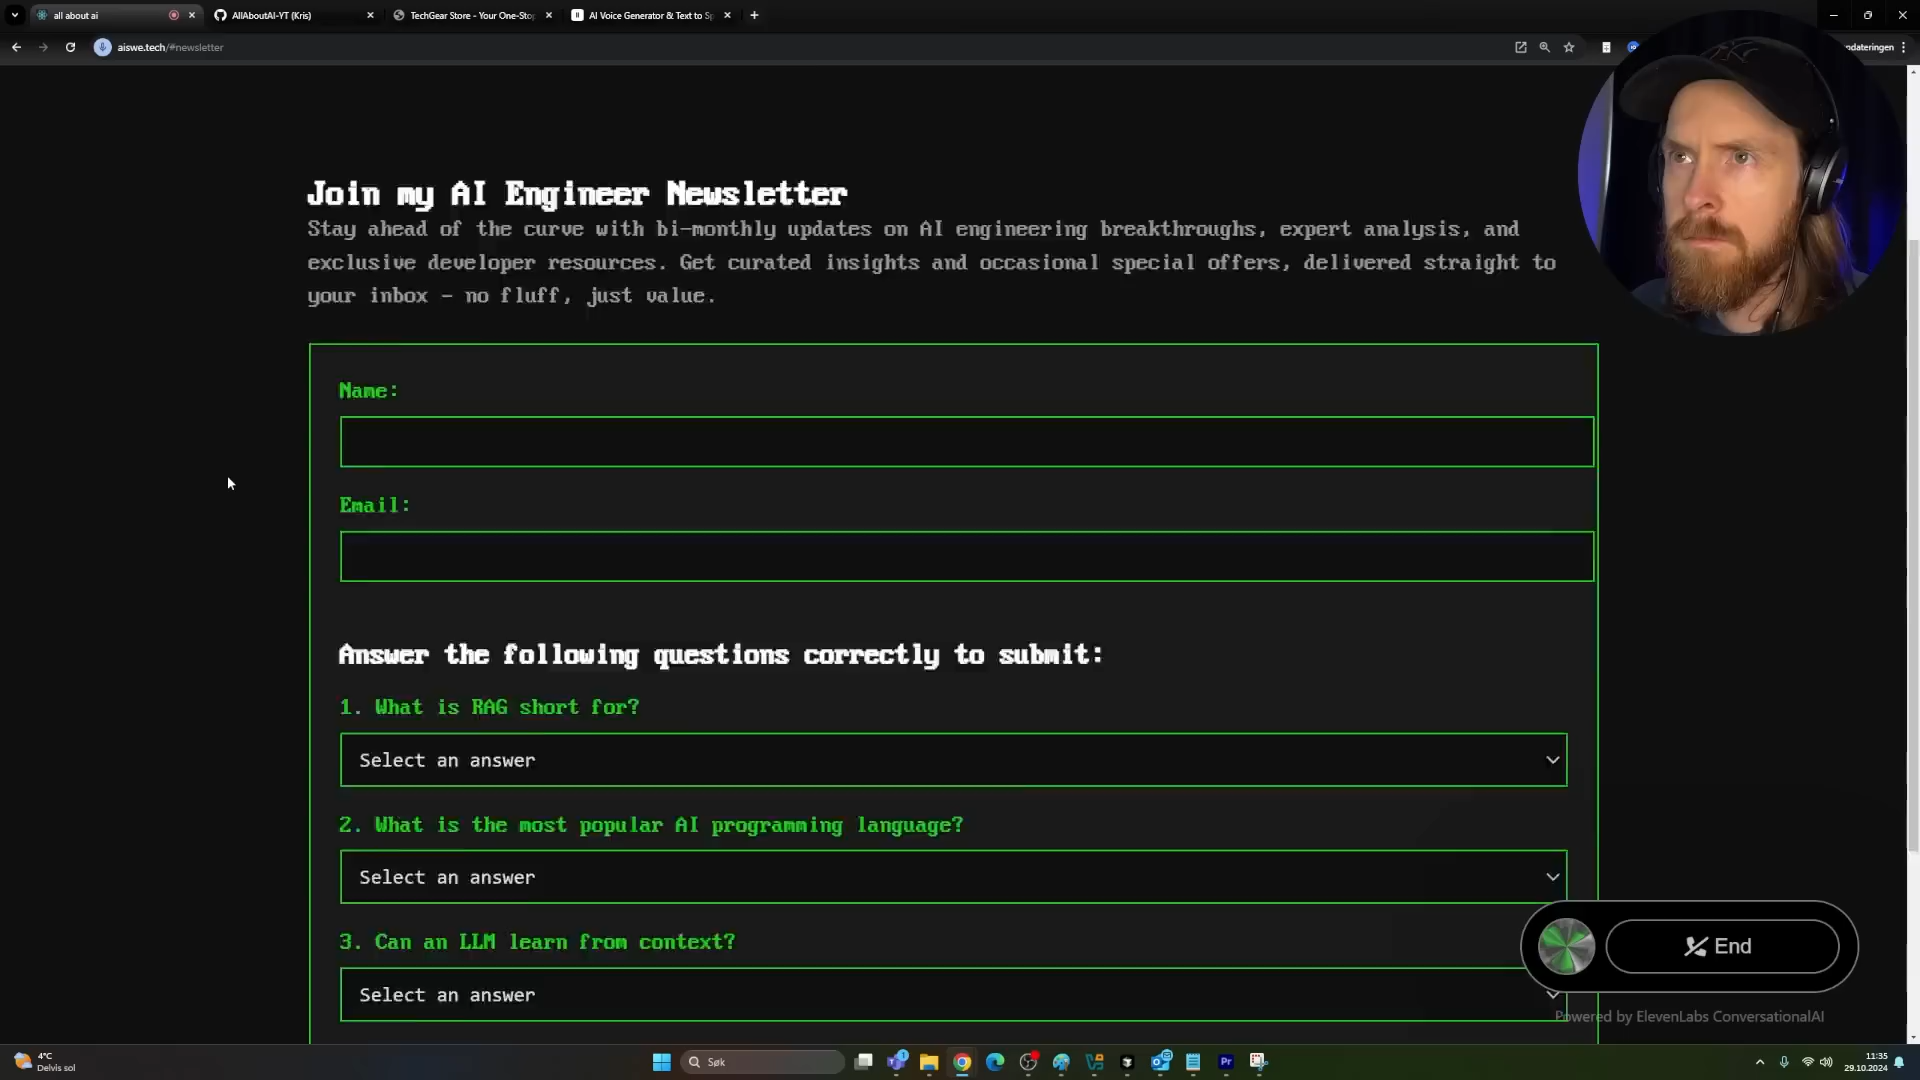 all about ai
AllAboutAI-YT (Kris)
TechGear Store - Your One-Stop
AI Voice Generator & Text to Sp
aiswe.tech/#newsletter
pdateringen
Join my AI Engineer Newsletter
Stay ahead of the curve with bi-monthly updates on AI engineering breakthroughs, expert analysis, and
exclusive developer resources. Get curated insights and occasional special offers, delivered straight to
your inbox - no fluff, just value.
Name:
Email:
Answer the following questions correctly to submit:
1. What is RAG short for?
Select an answer
2. What is the most popular AI programming language?
Select an answer
3. Can an LLM learn from context?
Select an answer
End
Powered by ElevenLabs ConversationalAI
4°C
Delvis sol
Søk
1
Pr
11:35
29.10.2024